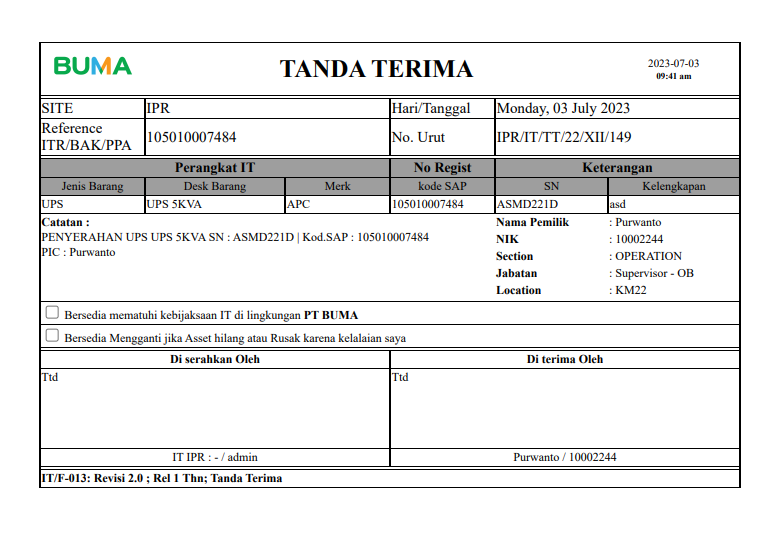 BUMA
TANDA TERIMA
2023-07-03
09:41 am
SITE IPR Hari/Tanggal Monday, 03 July 2023
Reference
ITR/BAK/PPA 105010007484 No. Urut IPR/IT/TT/22/XII/149
Perangkat IT No Regist Keterangan
Jenis Barang Desk Barang Merk kode SAP SN Kelengkapan
UPS UPS 5KVA APC 105010007484 ASMD221D asd
Catatan :
PENYERAHAN UPS UPS 5KVA SN : ASMD221D | Kod.SAP : 105010007484
PIC : Purwanto
Nama Pemilik : Purwanto
NIK : 10002244
Section : OPERATION
Jabatan : Supervisor - OB
Location : KM22
Bersedia mematuhi kebijaksaan IT di lingkungan PT BUMA
Bersedia Mengganti jika Asset hilang atau Rusak karena kelalaian saya
Di serahkan Oleh Di terima Oleh
Ttd Ttd
IT IPR : - / admin Purwanto / 10002244
IT/F-013: Revisi 2.0 ; Rel 1 Thn; Tanda Terima